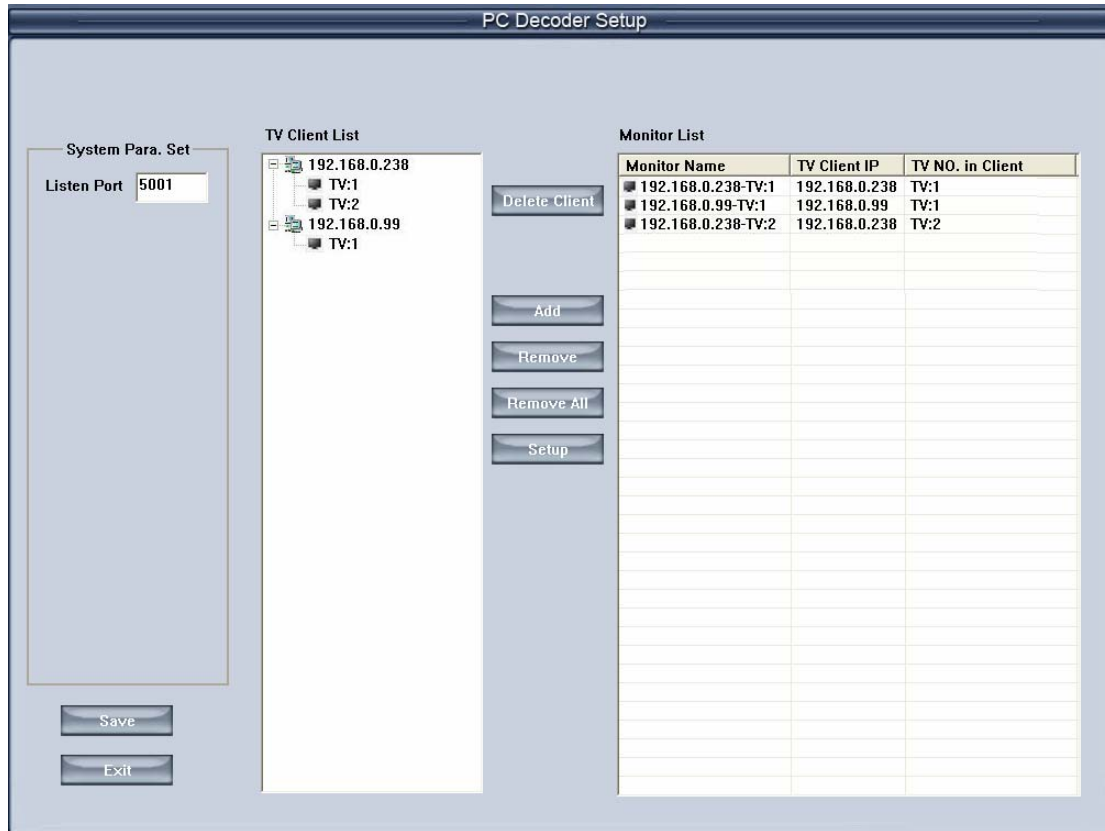 PC Decoder Setup
System Para. Set
Listen Port 5001
Save
Exit
TV Client List
192.168.0.238
TV:1
TV:2
192.168.0.99
TV:1
Delete Client
Add
Remove
Remove All
Setup
Monitor List
Monitor Name TV Client IP TV NO. in Client
192.168.0.238-TV:1 192.168.0.238 TV:1
192.168.0.99-TV:1 192.168.0.99 TV:1
192.168.0.238-TV:2 192.168.0.238 TV:2